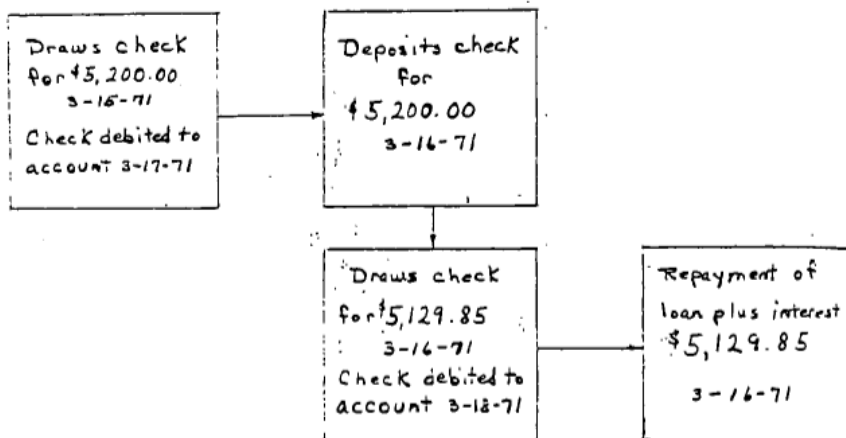 Draws check
for $5,200.00
3-15-71
Check debited to
account 3-17-71
Deposits check
for
$5,200.00
3-16-71
Draws check
for $5,129.85
3-16-71
Check debited to
account 3-18-71
Repayment of
loan plus interest
$5,129.85
3-16-71